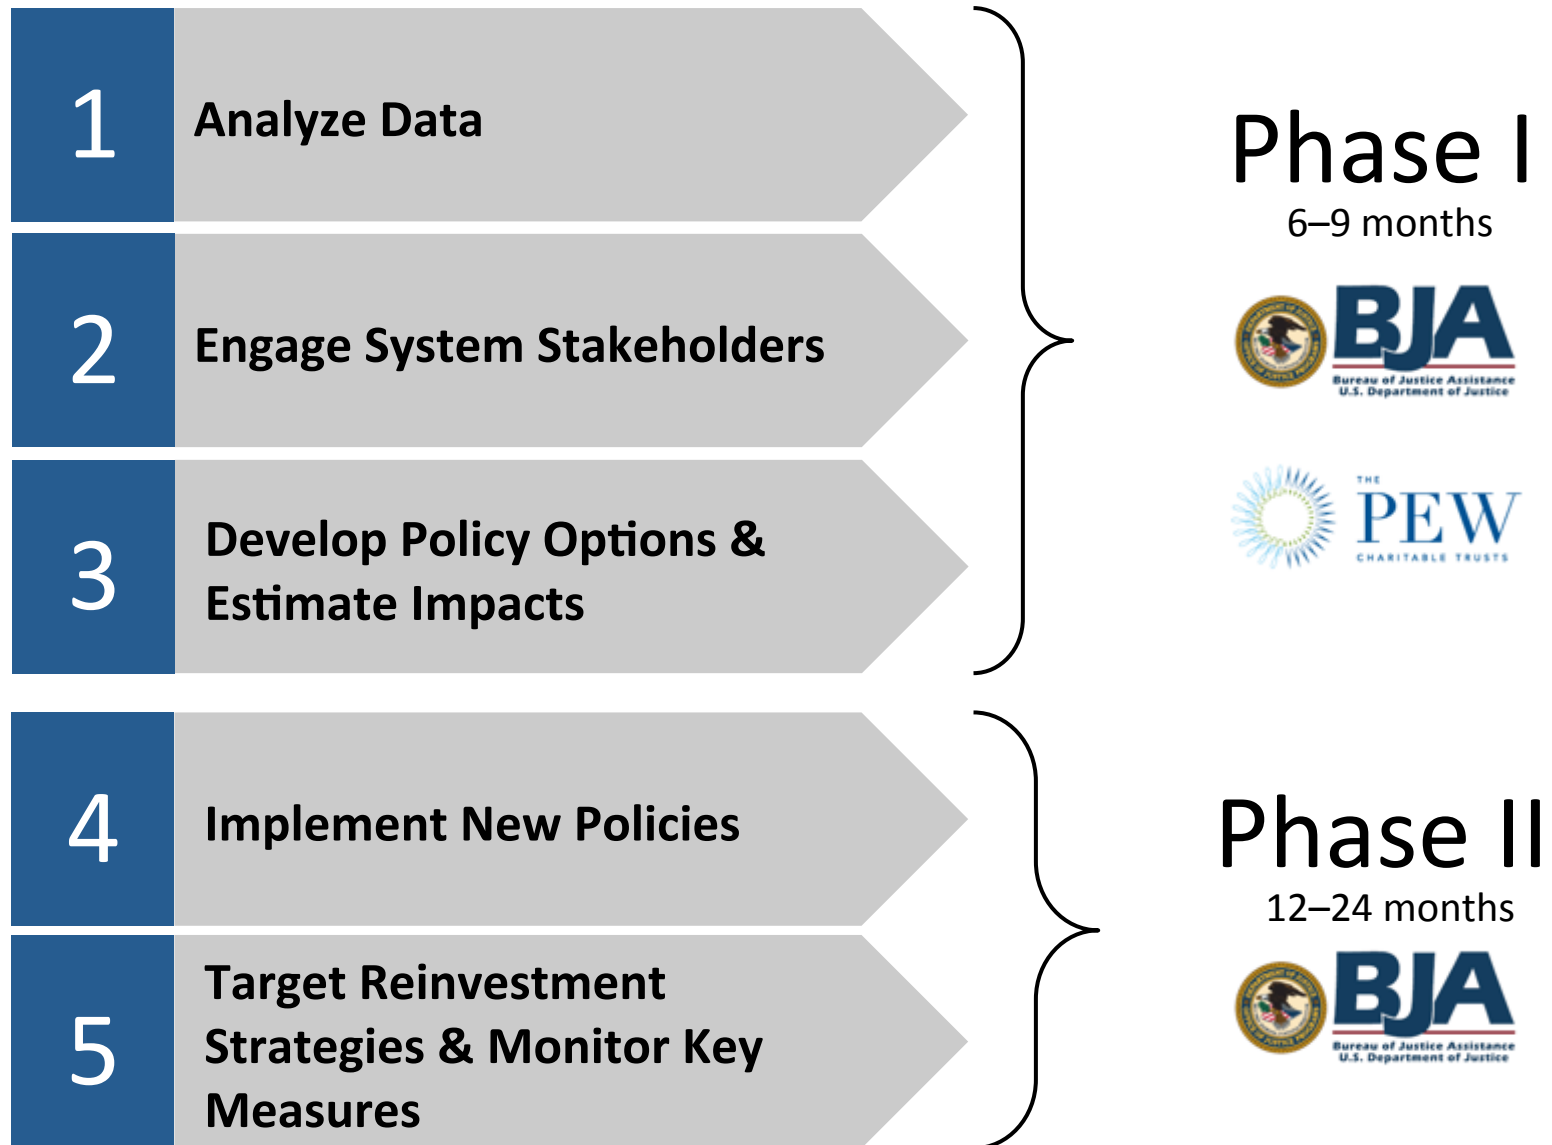 1
Analyze Data
2
Engage System Stakeholders
3
Develop Policy Options &
Estimate Impacts
Phase I
6–9 months
BJA
Bureau of Justice Assistance
U.S. Department of Justice
THE
PEW
CHARITABLE TRUSTS
4
Implement New Policies
5
Target Reinvestment
Strategies & Monitor Key
Measures
Phase II
12–24 months
BJA
Bureau of Justice Assistance
U.S. Department of Justice